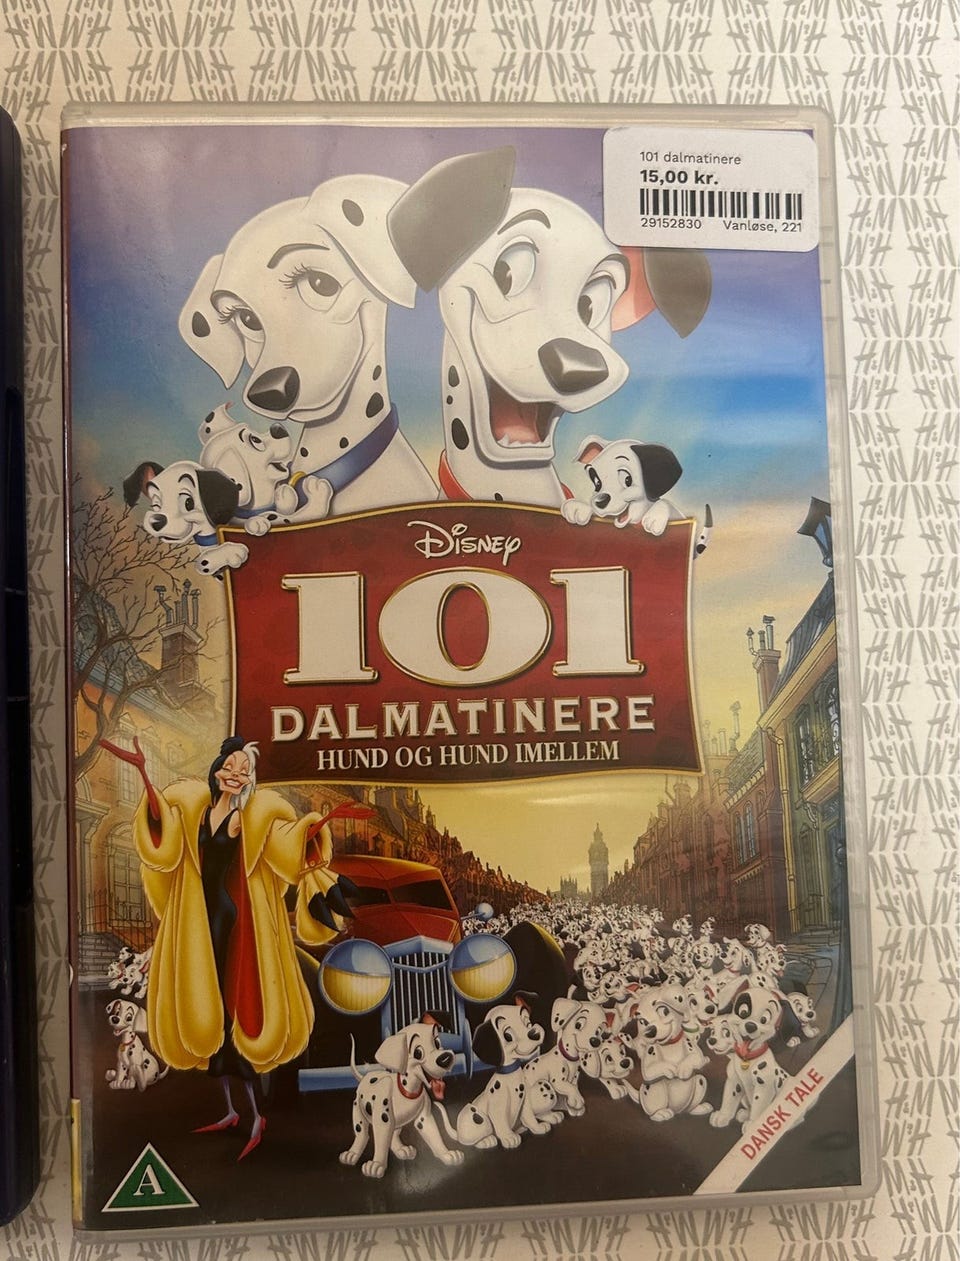 101 dalmatinere
15,00 kr.
29152830 Vanløse, 221
DISNEY
101
DALMATINERE
HUND OG HUND IMELLEM
DANSK TALE
A
H&M